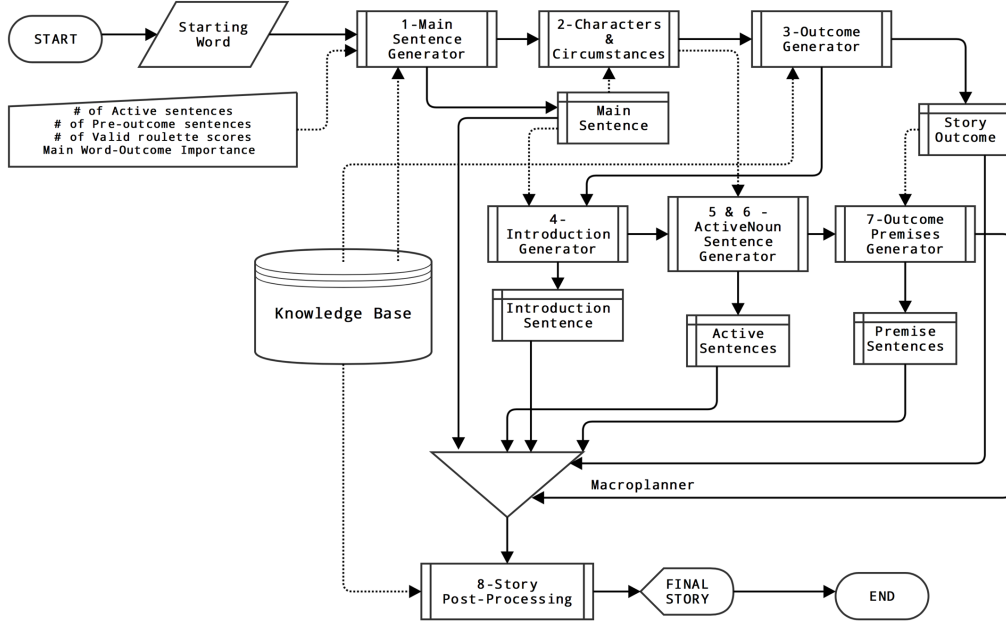 START
Starting
Word
1-Main
Sentence
Generator
2-Characters
&
Circumstances
3-Outcome
Generator
# of Active sentences
# of Pre-outcome sentences
# of Valid roulette scores
Main Word-Outcome Importance
Main
Sentence
Story
Outcome
4-
Introduction
Generator
5 & 6 -
ActiveNoun
Sentence
Generator
7-Outcome
Premises
Generator
Knowledge Base
Introduction
Sentence
Active
Sentences
Premise
Sentences
Macroplanner
8-Story
Post-Processing
FINAL
STORY
END